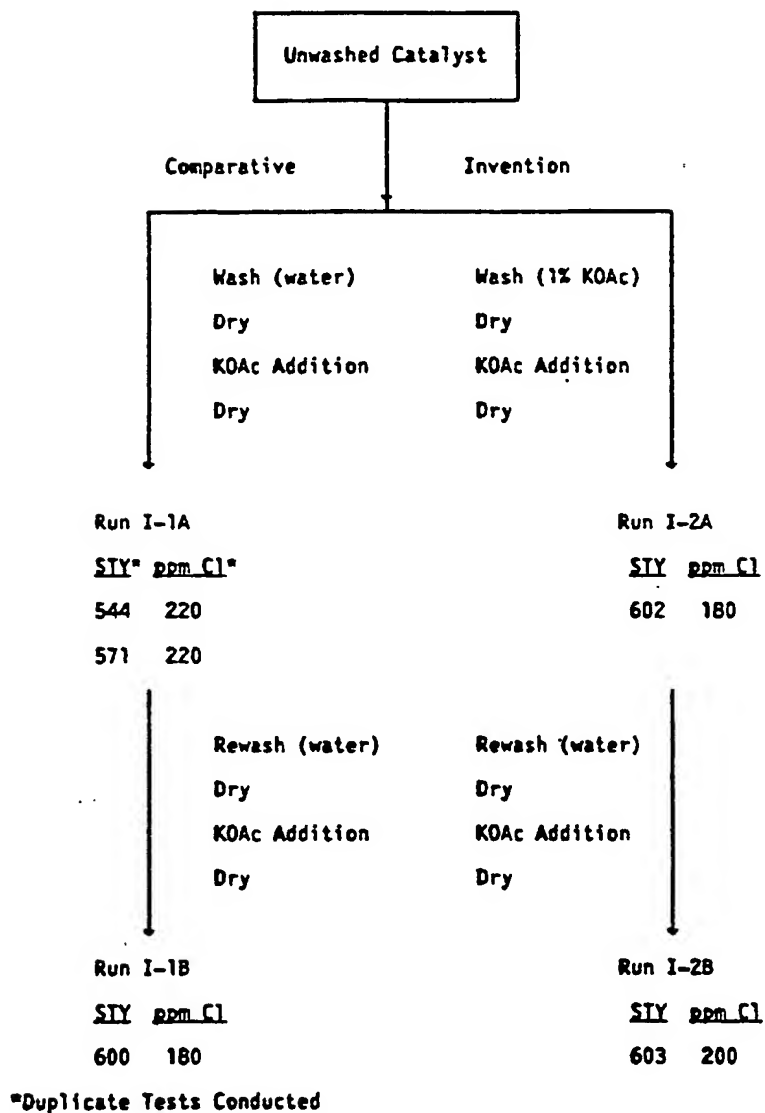 Unwashed Catalyst
Comparative Invention
Wash (water) Wash (1% KOAc)
Dry Dry
KOAc Addition KOAc Addition
Dry Dry
Run I-1A Run I-2A
STY* ppm Cl* STY ppm Cl
544 220 602 180
571 220
Rewash (water) Rewash (water)
Dry Dry
KOAc Addition KOAc Addition
Dry Dry
Run I-1B Run I-2B
STY ppm Cl STY ppm Cl
600 180 603 200
*Duplicate Tests Conducted